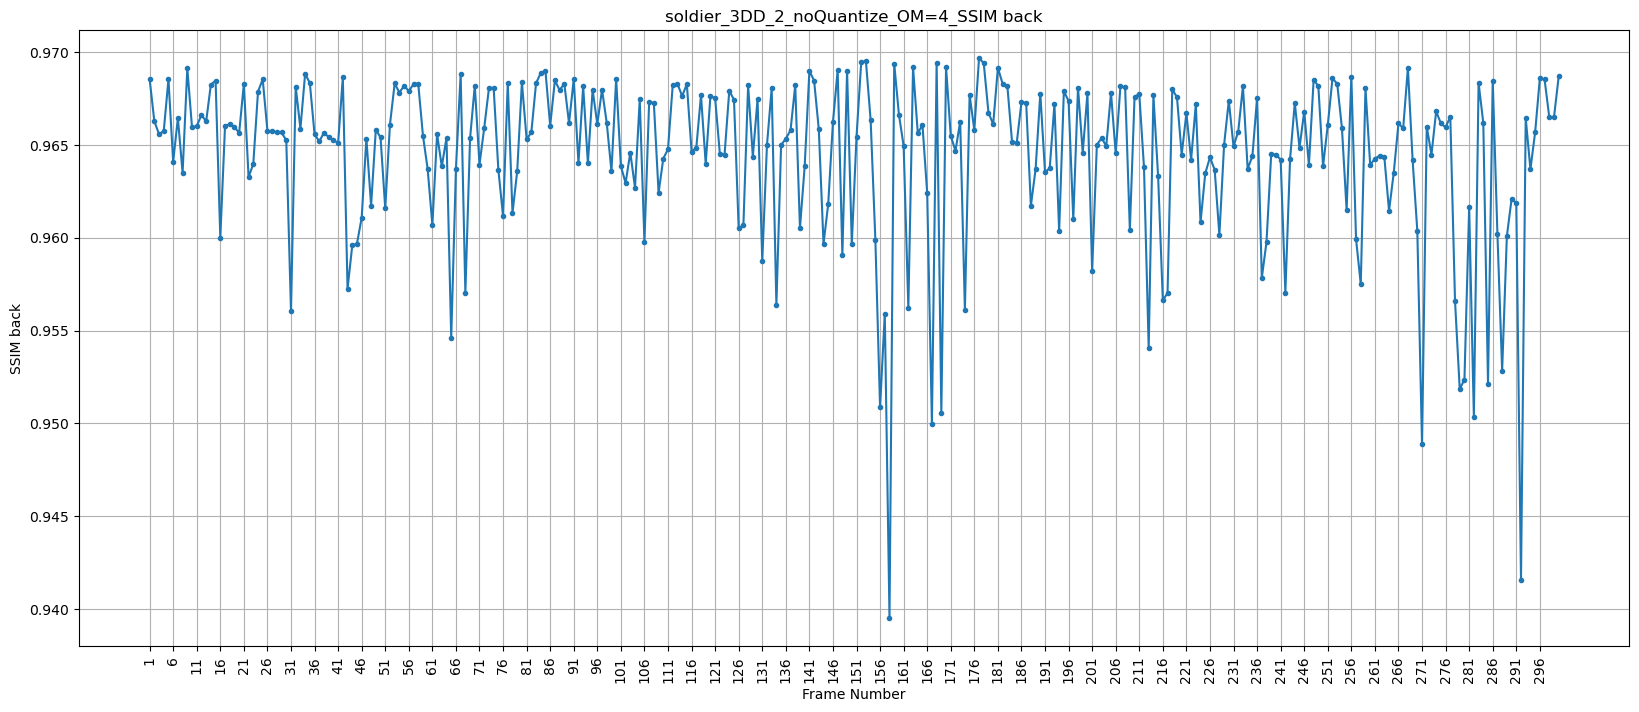 soldier_3DD_2_noQuantize_OM=4_SSIM back
SSIM back
0.970
0.965
0.960
0.955
0.950
0.945
0.940
1 6 11 16 21 26 31 36 41 46 51 56 61 66 71 76 81 86 91 96 101 106 111 116 121 126 131 136 141 146 151 156 161 166 171 176 181 186 191 196 201 206 211 216 221 226 231 236 241 246 251 256 261 266 271 276 281 286 291 296
Frame Number